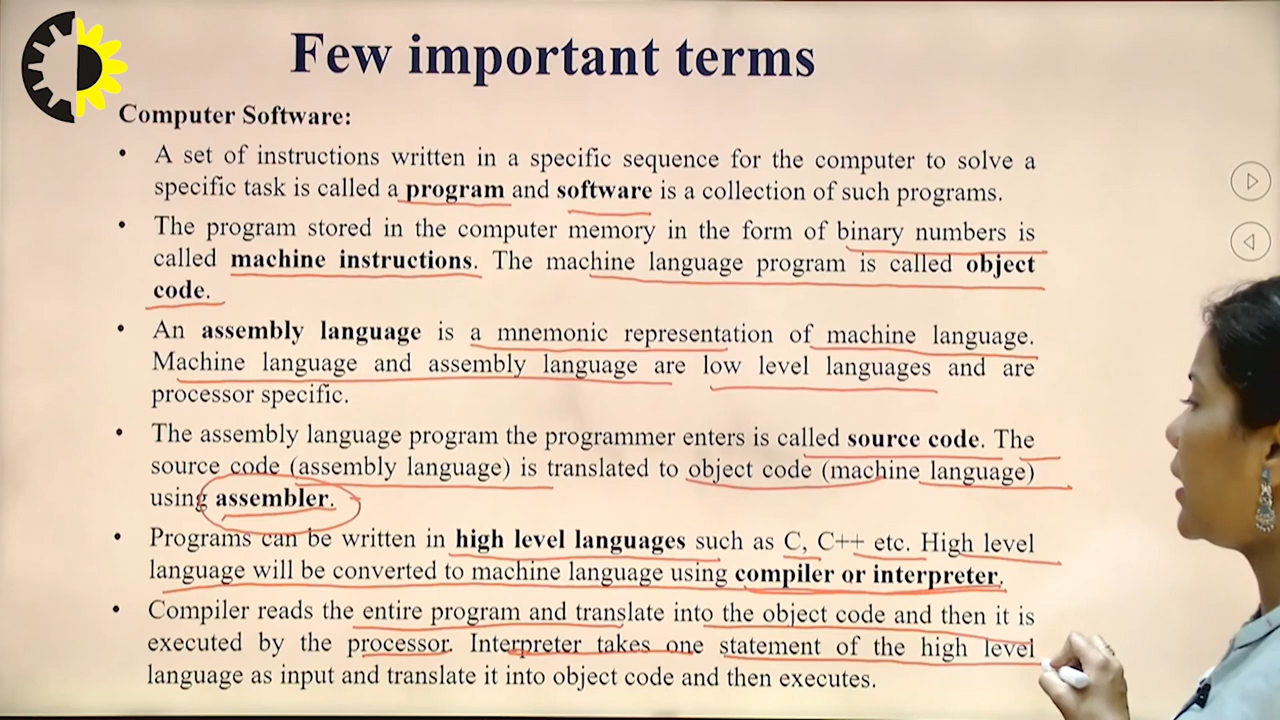 Few important terms
Computer Software:
• A set of instructions written in a specific sequence for the computer to solve a
specific task is called a program and software is a collection of such programs.
• The program stored in the computer memory in the form of binary numbers is
called machine instructions. The machine language program is called object
code.
• An assembly language is a mnemonic representation of machine language.
Machine language and assembly language are low level languages and are
processor specific.
• The assembly language program the programmer enters is called source code. The
source code (assembly language) is translated to object code (machine language)
using assembler.
• Programs can be written in high level languages such as C, C++ etc. High level
language will be converted to machine language using compiler or interpreter.
• Compiler reads the entire program and translate into the object code and then it is
executed by the processor. Interpreter takes one statement of the high level
language as input and translate it into object code and then executes.